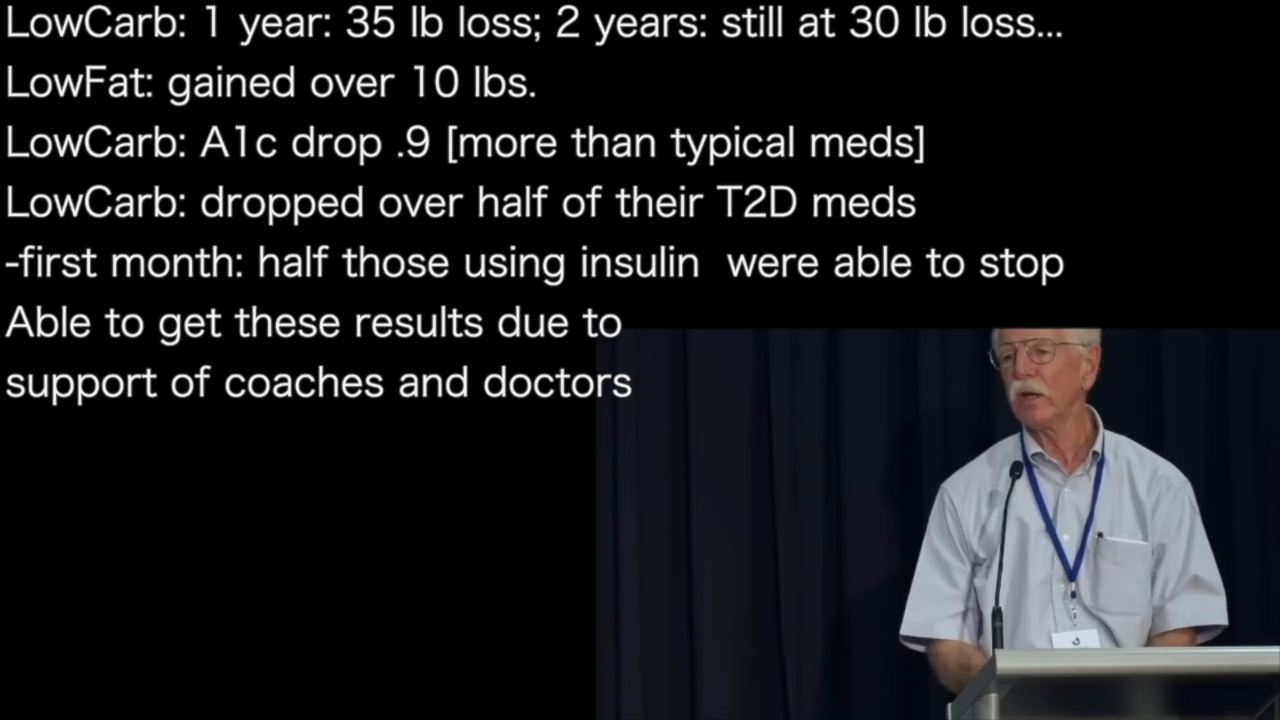 LowCarb: 1 year: 35 lb loss; 2 years: still at 30 lb loss...
LowFat: gained over 10 lbs.
LowCarb: A1c drop .9 [more than typical meds]
LowCarb: dropped over half of their T2D meds
-first month: half those using insulin  were able to stop
Able to get these results due to
support of coaches and doctors